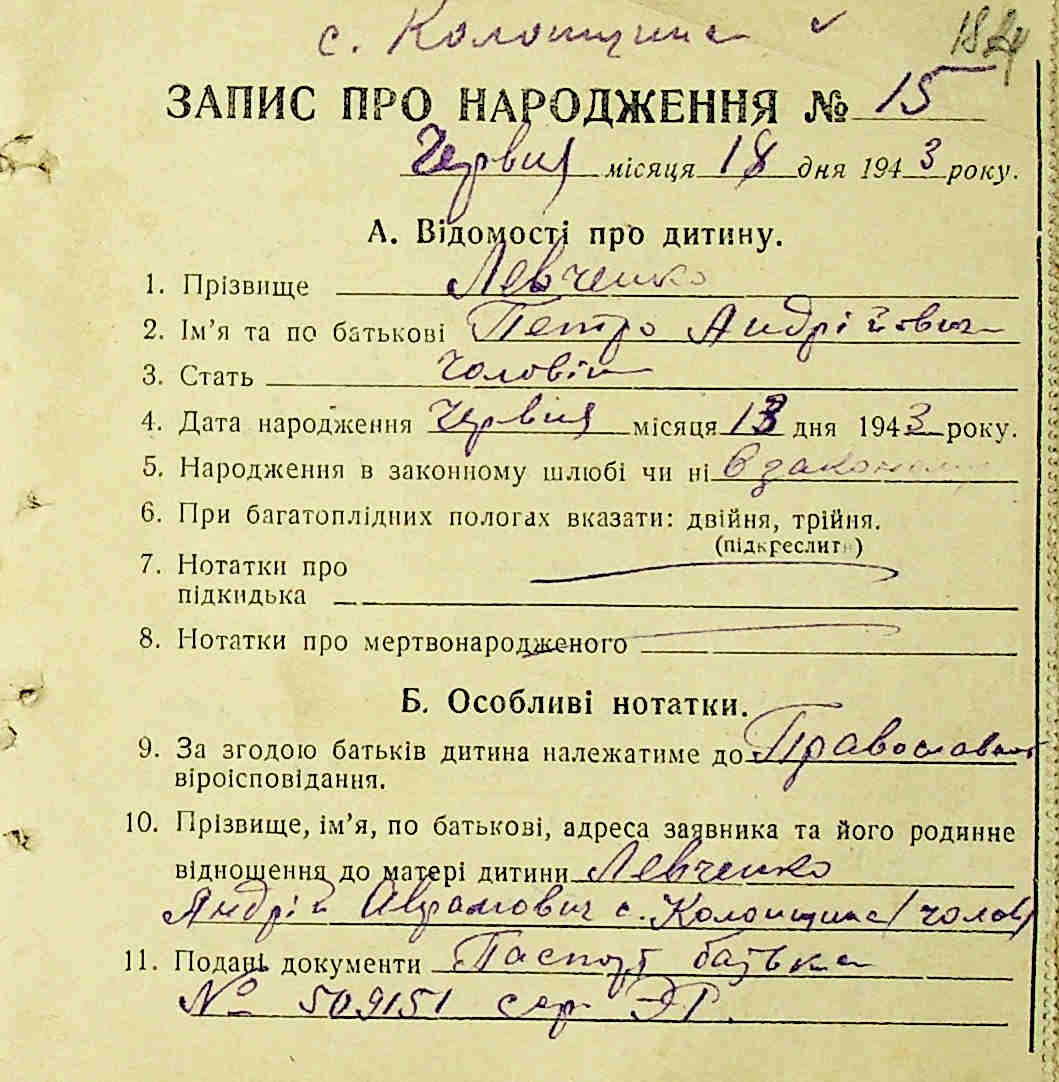 с. Колонщина
ЗАПИС ПРО НАРОДЖЕННЯ № 15
Червня місяця 18 дня 1943 року.
А. Відомості про дитину.
1. Прізвище Левченко
2. Ім'я та по батькові Петро Андрійович
3. Стать Чоловік
4. Дата народження Червня місяця 13 дня 1943 року.
5. Народження в законному шлюбі чи ні в законому
6. При багатоплідних пологах вказати: двійня, трійня.
(підкреслити)
7. Нотатки про
підкидька
8. Нотатки про мертвонародженого
Б. Особливі нотатки.
9. За згодою батьків дитина належатиме до Православного
віроісповідання.
10. Прізвище, ім'я, по батькові, адреса заявника та його родинне
відношення до матері дитини Левченко
Андрій Аврамович с. Колонщина (чолов)
11. Подані документи Паспорт батька
№ 509151 сер ЭГ.